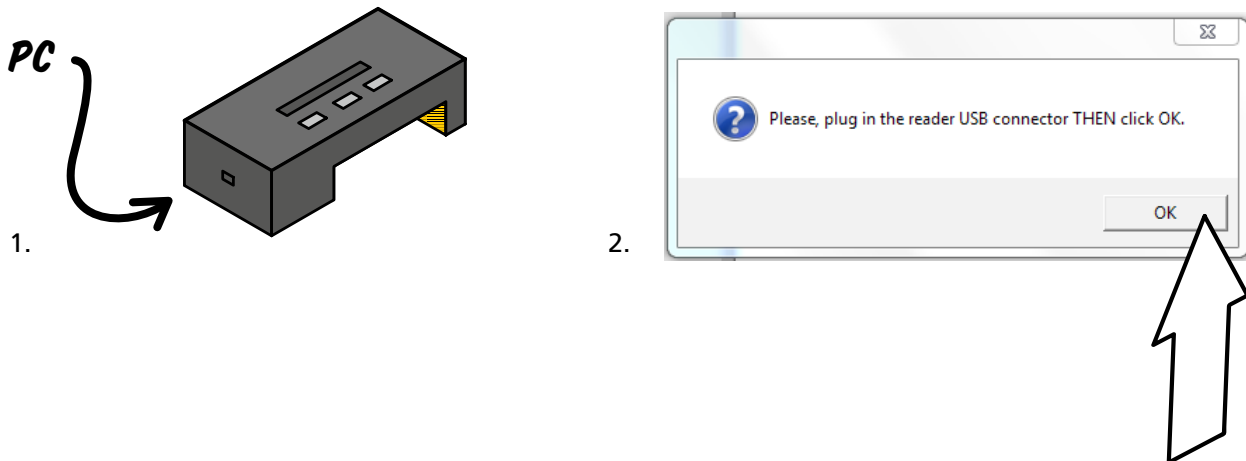 PC
1.
2.
Please, plug in the reader USB connector THEN click OK.
OK